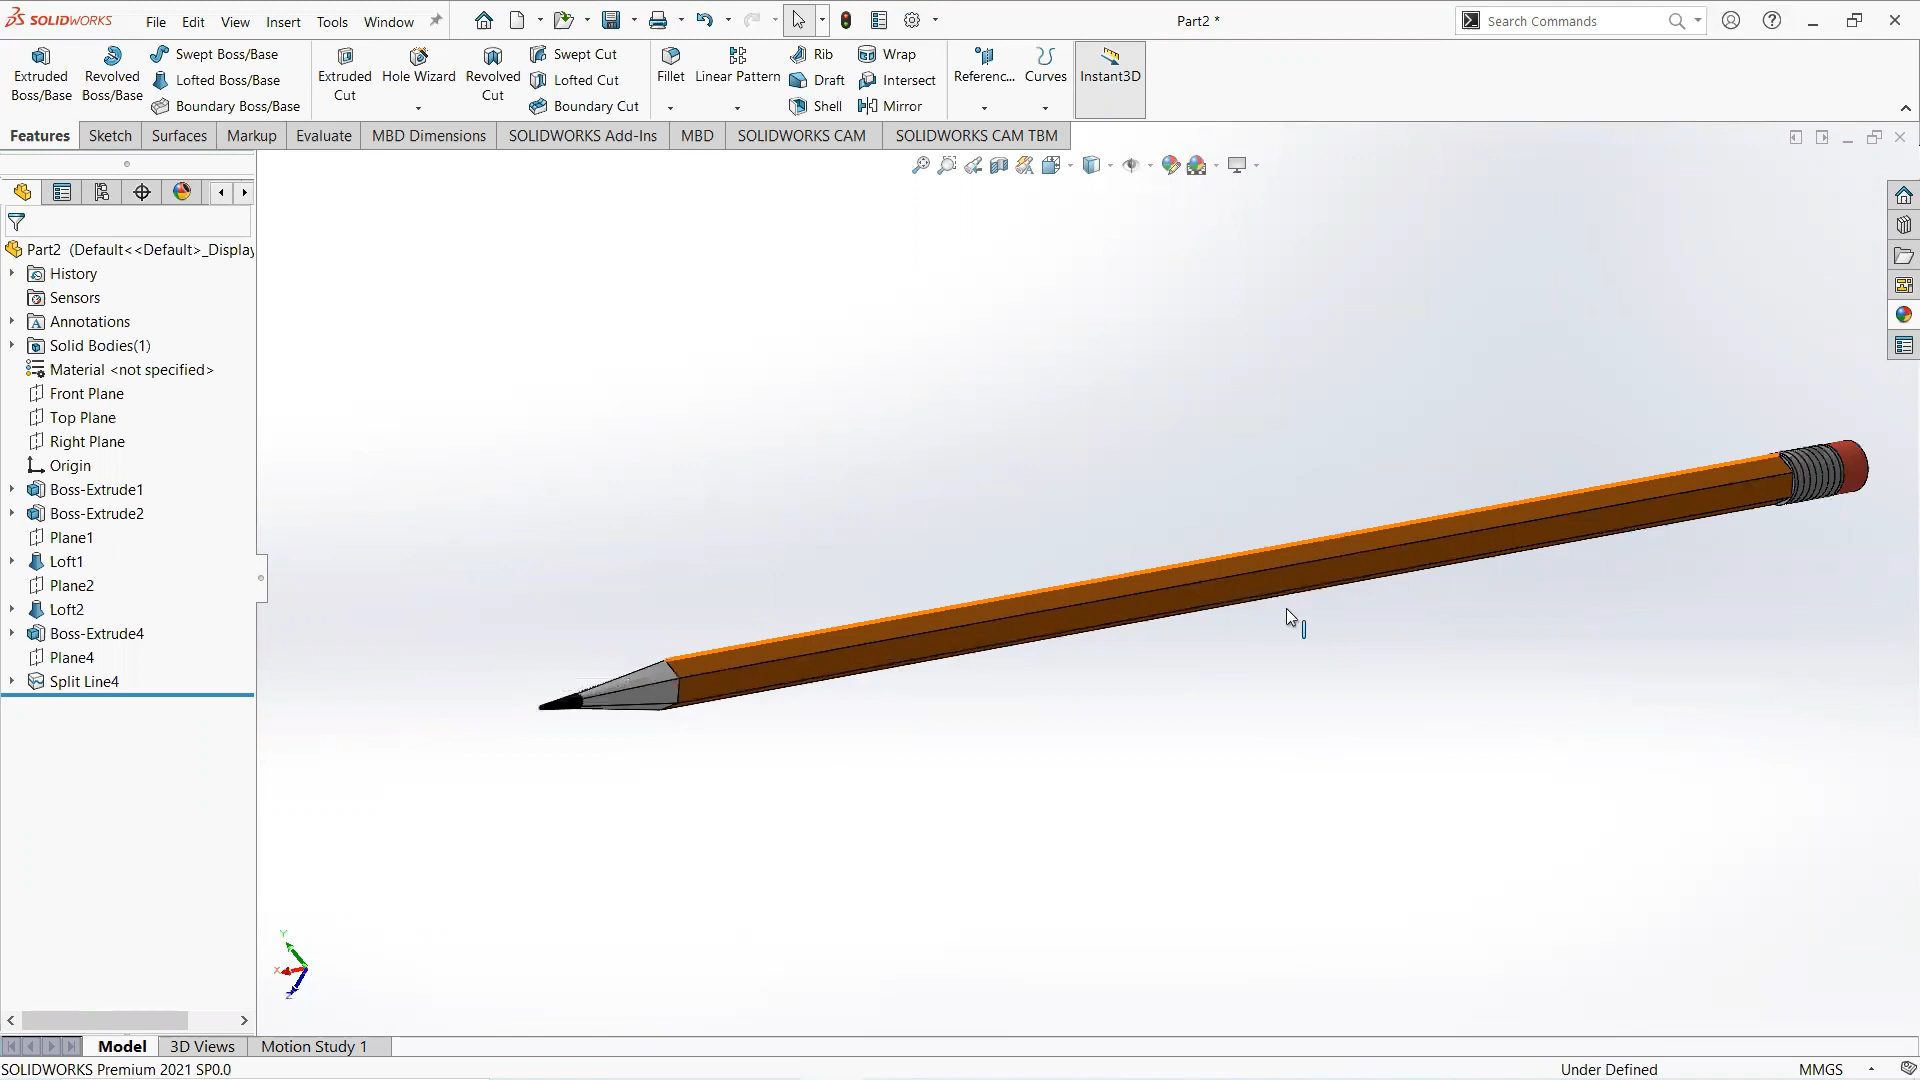 SOLIDWORKS File Edit View Insert Tools Window Part2 * Search Commands
Extruded Boss/Base
Revolved Boss/Base
Swept Boss/Base
Lofted Boss/Base
Boundary Boss/Base
Extruded Cut
Hole Wizard
Revolved Cut
Swept Cut
Lofted Cut
Boundary Cut
Fillet
Linear Pattern
Rib
Draft
Shell
Wrap
Intersect
Mirror
Referenc...
Curves
Instant3D
Features Sketch Surfaces Markup Evaluate MBD Dimensions SOLIDWORKS Add-Ins MBD SOLIDWORKS CAM SOLIDWORKS CAM TBM
Part2 (Default<<Default>_Display
History
Sensors
Annotations
Solid Bodies(1)
Material <not specified>
Front Plane
Top Plane
Right Plane
Origin
Boss-Extrude1
Boss-Extrude2
Plane1
Loft1
Plane2
Loft2
Boss-Extrude4
Plane4
Split Line4
Y
X
Z
Model 3D Views Motion Study 1
SOLIDWORKS Premium 2021 SP0.0 Under Defined MMGS